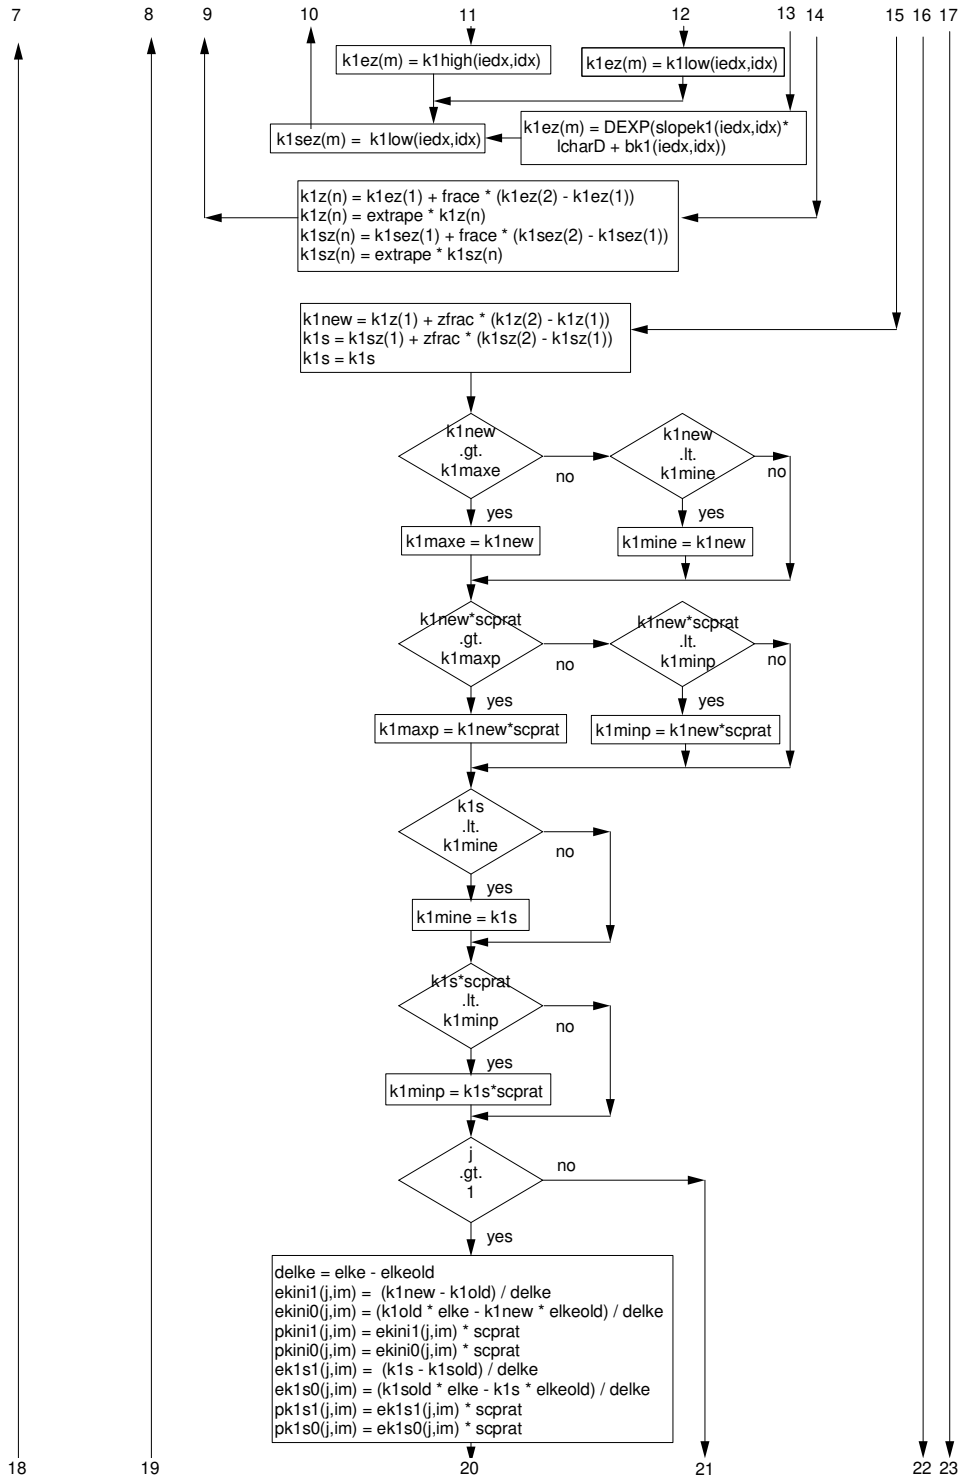 7 8 9 10 11 12 13 14 15 16 17
k1ez(m) = k1high(iedx,idx)
k1ez(m) = k1low(iedx,idx)
k1sez(m) = k1low(iedx,idx)
k1ez(m) = DEXP(slopek1(iedx,idx)*
lcharD + bk1(iedx,idx))
k1z(n) = k1ez(1) + frace * (k1ez(2) - k1ez(1))
k1z(n) = extrape * k1z(n)
k1sz(n) = k1sez(1) + frace * (k1sez(2) - k1sez(1))
k1sz(n) = extrape * k1sz(n)
k1new = k1z(1) + zfrac * (k1z(2) - k1z(1))
k1s = k1sz(1) + zfrac * (k1sz(2) - k1sz(1))
k1s = k1s
k1new
.gt.
k1maxe
no
k1new
.lt.
k1mine
no
yes
yes
k1maxe = k1new
k1mine = k1new
k1new*scprat
.gt.
k1maxp
no
k1new*scprat
.lt.
k1minp
no
yes
yes
k1maxp = k1new*scprat
k1minp = k1new*scprat
k1s
.lt.
k1mine
no
yes
k1mine = k1s
k1s*scprat
.lt.
k1minp
no
yes
k1minp = k1s*scprat
j
.gt.
1
no
yes
delke = elke - elkeold
ekini1(j,im) = (k1new - k1old) / delke
ekini0(j,im) = (k1old * elke - k1new * elkeold) / delke
pkini1(j,im) = ekini1(j,im) * scprat
pkini0(j,im) = ekini0(j,im) * scprat
ek1s1(j,im) = (k1s - k1sold) / delke
ek1s0(j,im) = (k1sold * elke - k1s * elkeold) / delke
pk1s1(j,im) = ek1s1(j,im) * scprat
pk1s0(j,im) = ek1s0(j,im) * scprat
18 19 20 21 22 23